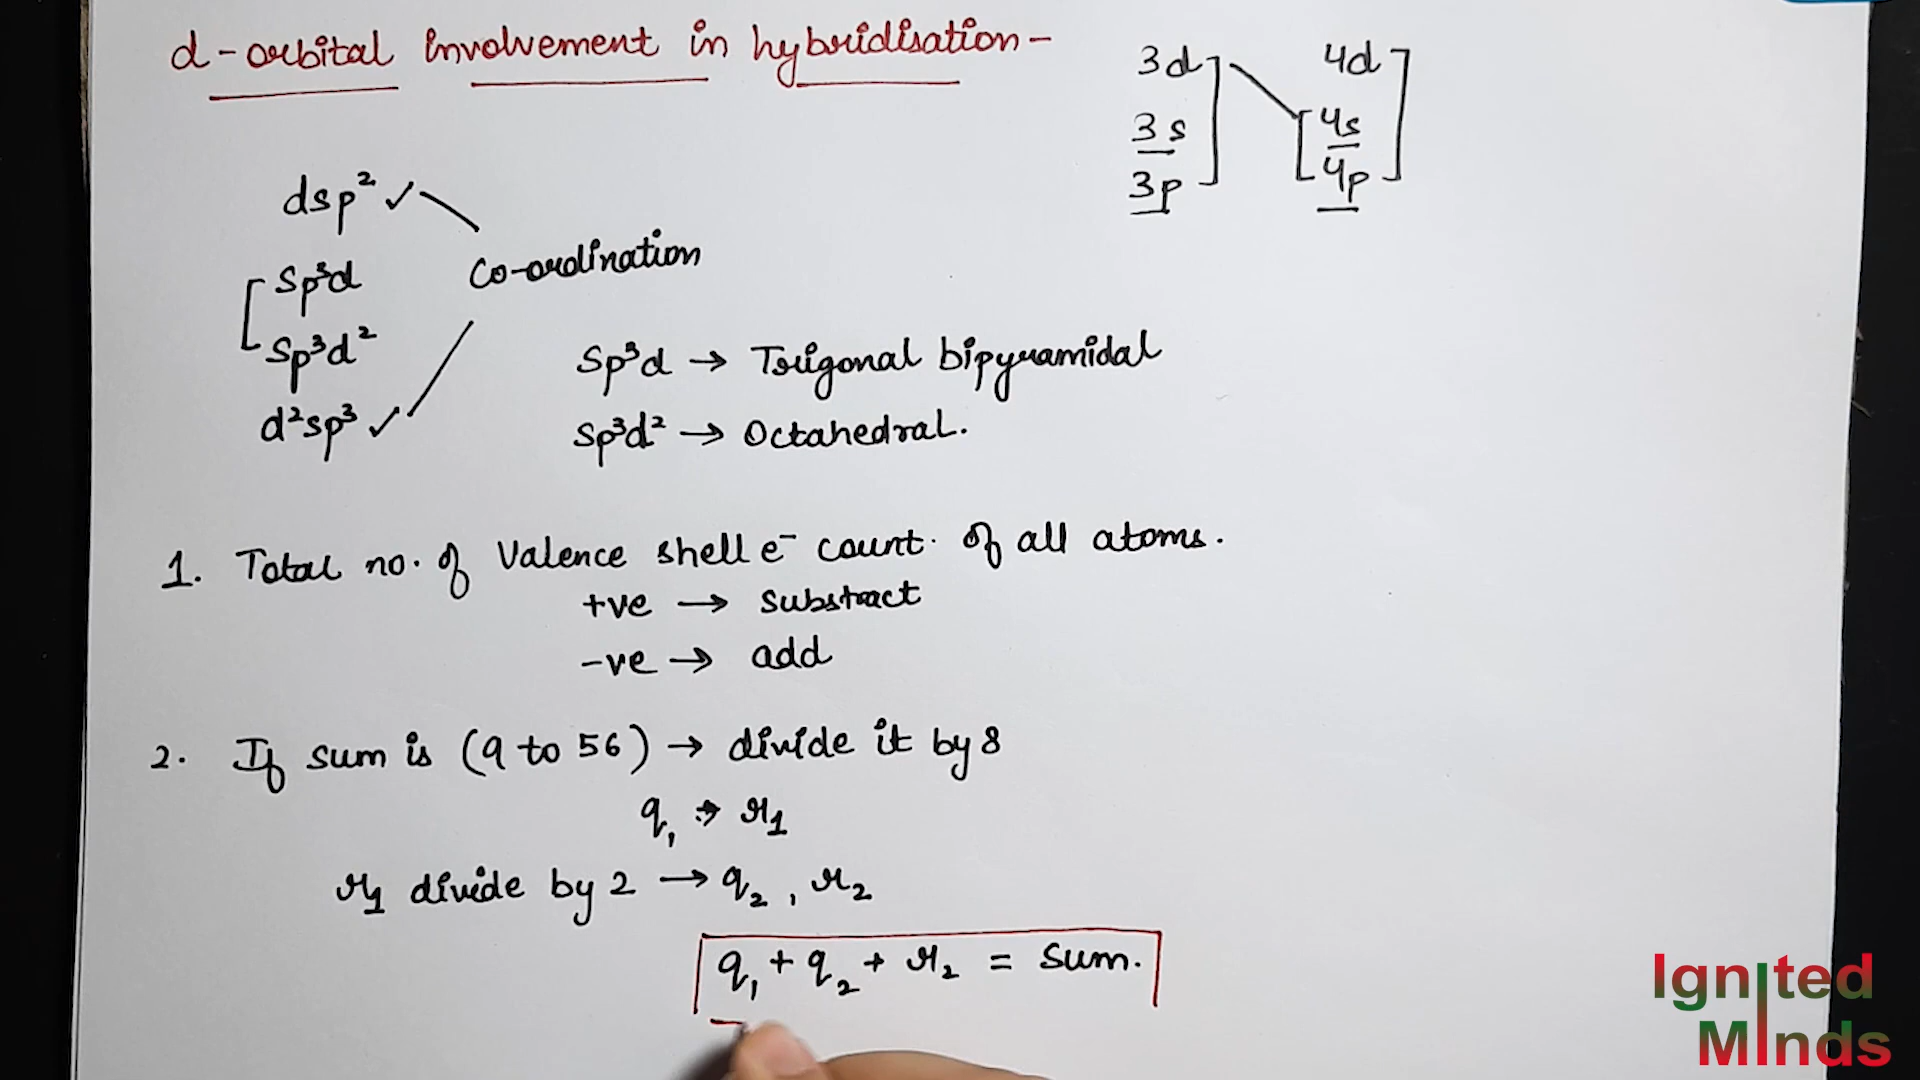 d-orbital involvement in hybridisation-
3d 4d
3s 4s
3p 4p
dsp² ✓
sp³d
Co-ordination
sp³d²
d²sp³ ✓
sp³d → Trigonal bipyramidal
sp³d² → Octahedral.
1. Total no. of Valence shell e⁻ count. of all atoms.
+ve → substract
-ve → add
2. If sum is (9 to 56) → divide it by 8
q₁ → r₁
r₁ divide by 2 → q₂, r₂
q₁ + q₂ + r₂ = sum.
Ignited
Minds